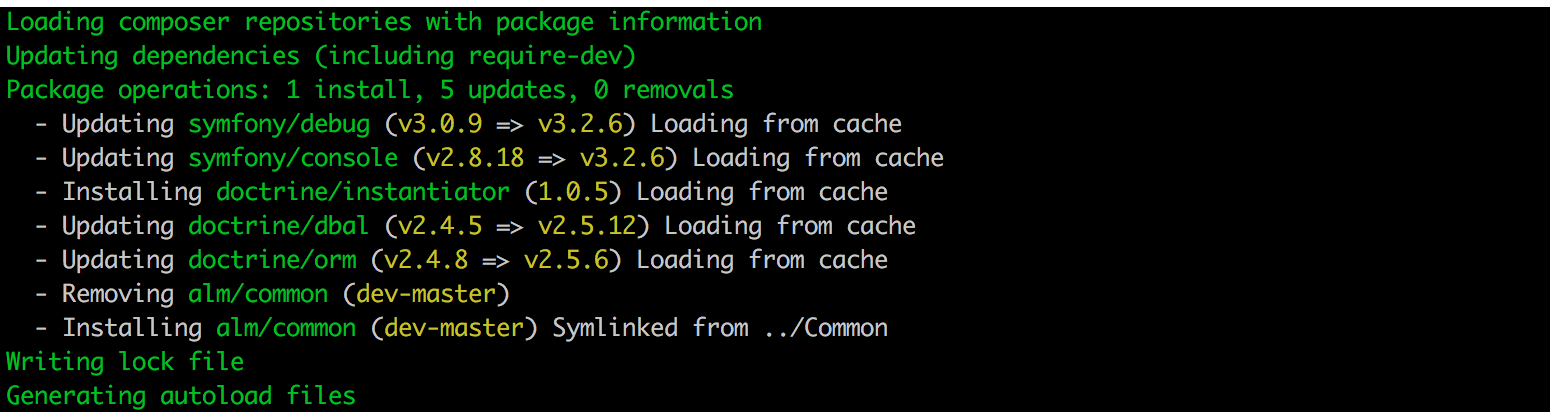 Loading composer repositories with package information
Updating dependencies (including require-dev)
Package operations: 1 install, 5 updates, 0 removals
  - Updating symfony/debug (v3.0.9 => v3.2.6) Loading from cache
  - Updating symfony/console (v2.8.18 => v3.2.6) Loading from cache
  - Installing doctrine/instantiator (1.0.5) Loading from cache
  - Updating doctrine/dbal (v2.4.5 => v2.5.12) Loading from cache
  - Updating doctrine/orm (v2.4.8 => v2.5.6) Loading from cache
  - Removing alm/common (dev-master)
  - Installing alm/common (dev-master) Symlinked from ../Common
Writing lock file
Generating autoload files